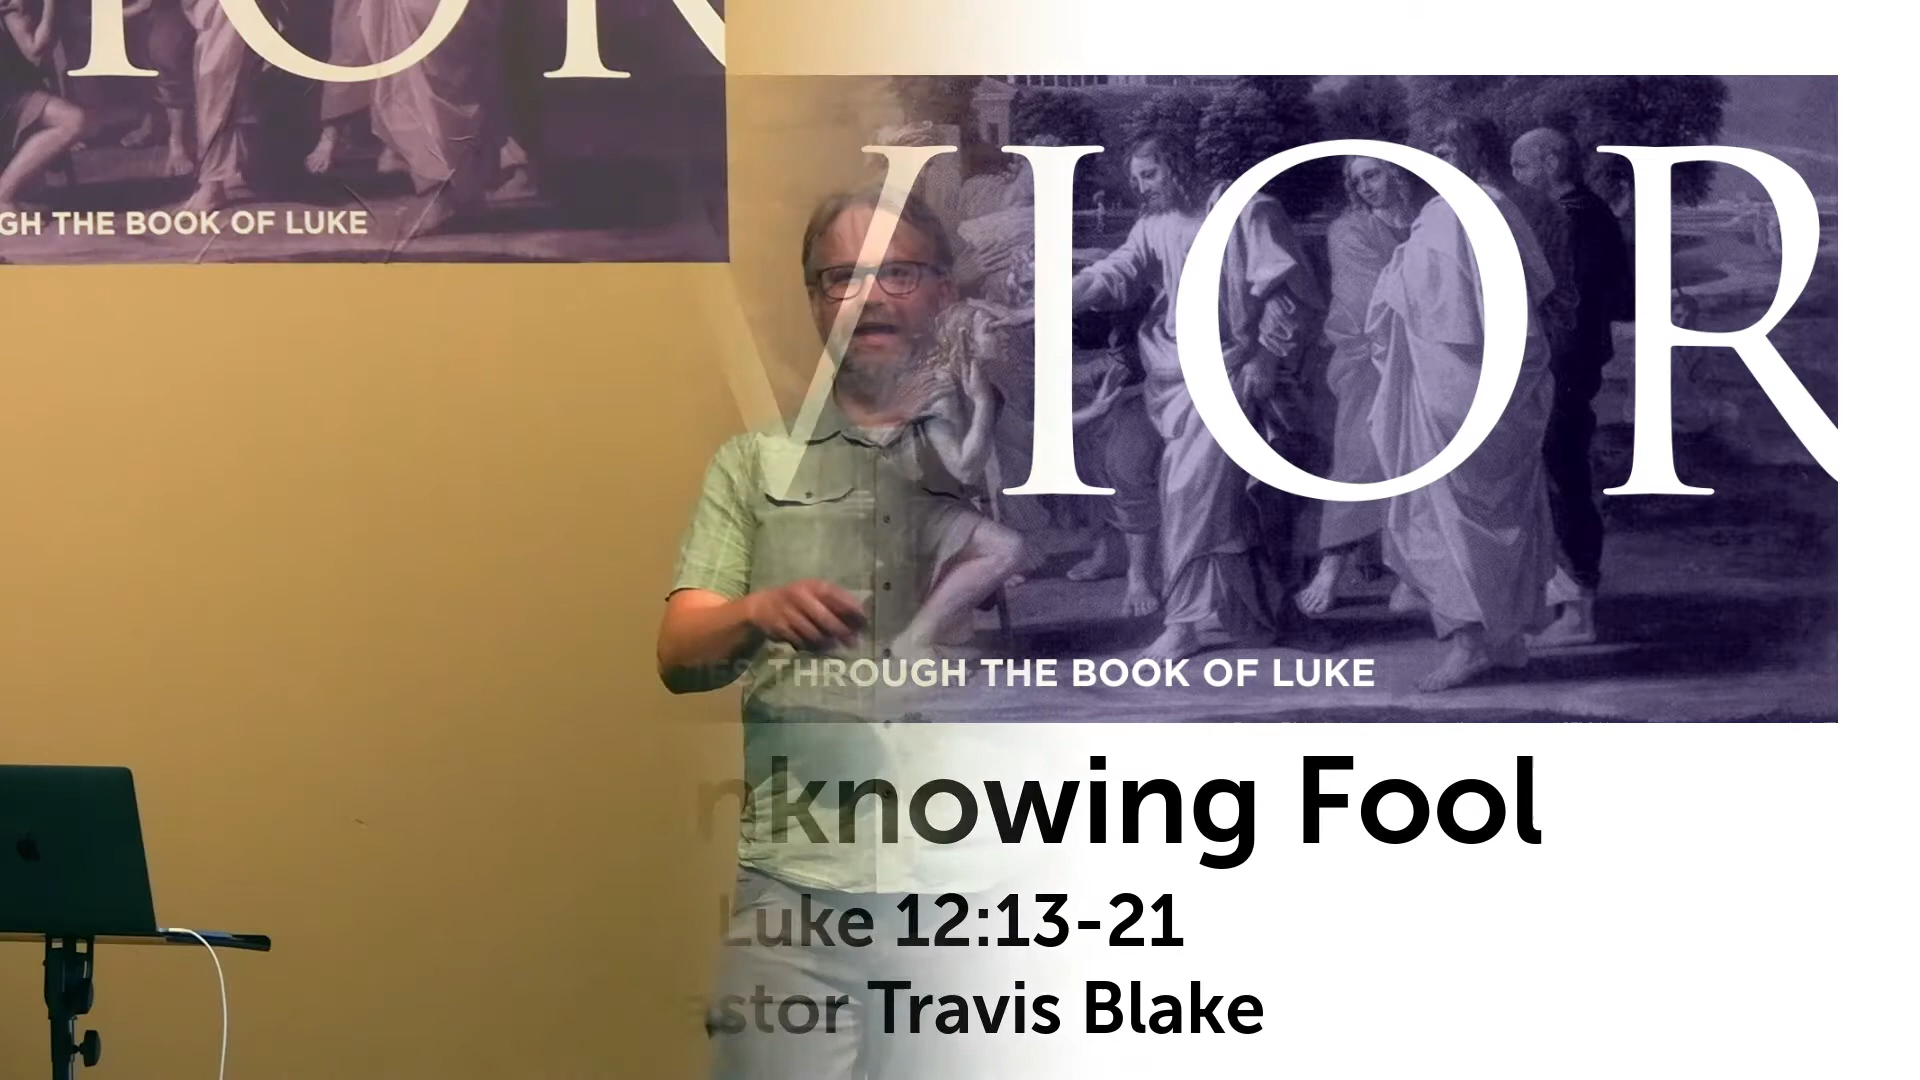 IOR
GH THE BOOK OF LUKE
VIOR
THROUGH THE BOOK OF LUKE
nknowing Fool
Luke 12:13-21
astor Travis Blake